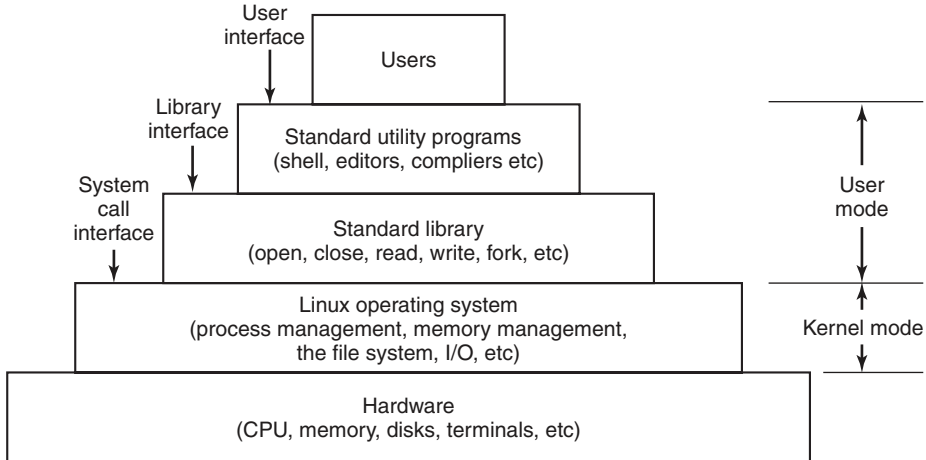 User
interface
Users
Library
interface
Standard utility programs
(shell, editors, compliers etc)
System
call
interface
User
mode
Standard library
(open, close, read, write, fork, etc)
Linux operating system
(process management, memory management,
the file system, I/O, etc)
Kernel mode
Hardware
(CPU, memory, disks, terminals, etc)